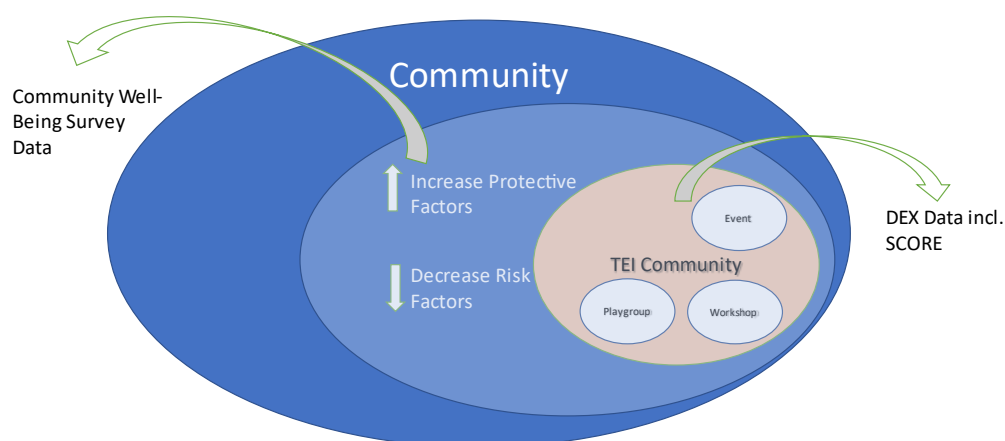 Community
Community Well-
Being Survey
Data
Increase Protective
Factors
Decrease Risk
Factors
Event
TEI Community
Playgroup
Workshop
DEX Data incl.
SCORE